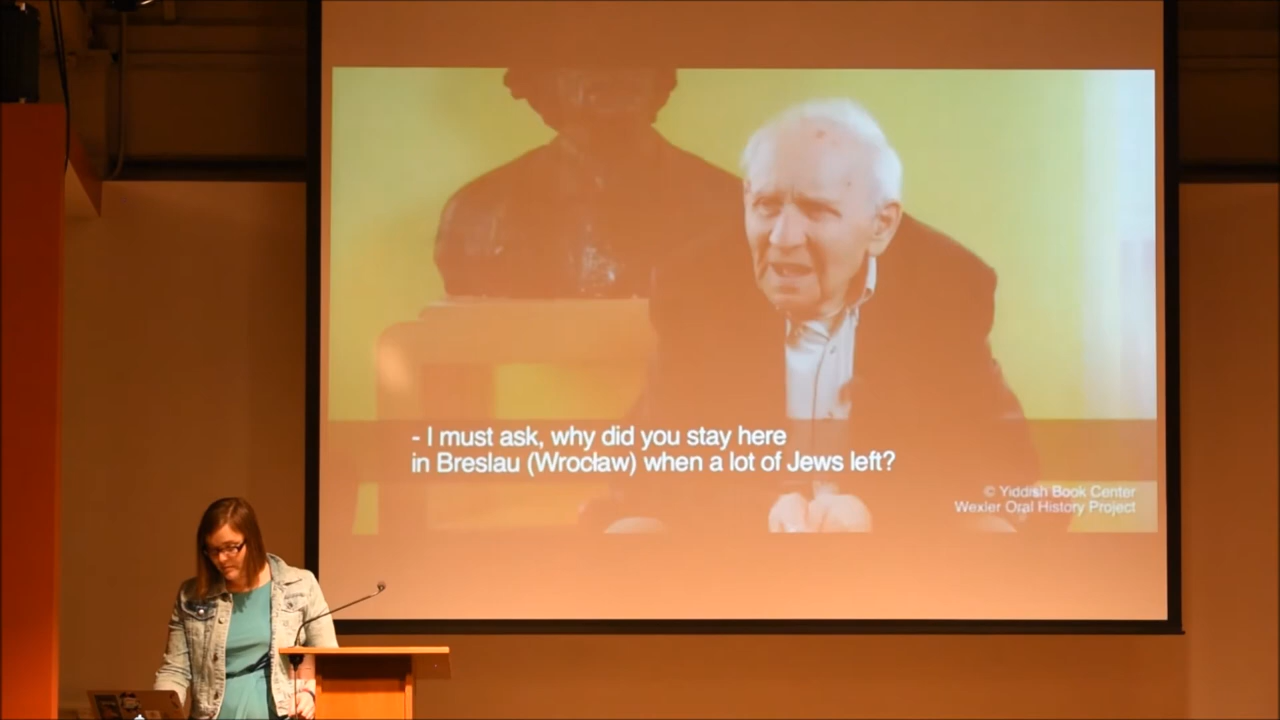 - I must ask, why did you stay here
in Breslau (Wrocław) when a lot of Jews left?
© Yiddish Book Center
Wexler Oral History Project